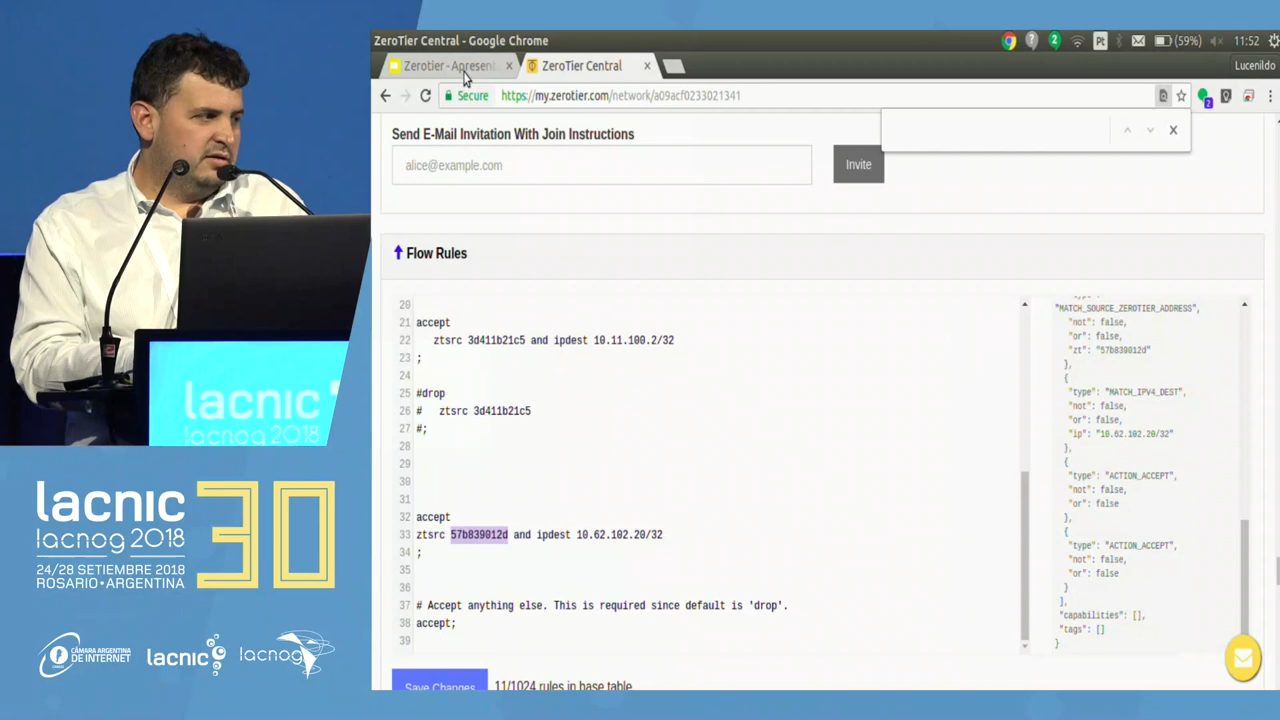 ZeroTier Central - Google Chrome
Pt
(59%)
11:52
Zerotier - Apresent
ZeroTier Central
Lucenildo
Secure
https://my.zerotier.com/network/a09acf0233021341
2
Send E-Mail Invitation With Join Instructions
alice@example.com
Invite
Flow Rules
20
21 accept
22 ztsrc 3d411b21c5 and ipdest 10.11.100.2/32
23 ;
24
25 #drop
26 # ztsrc 3d411b21c5
27 #;
28
29
30
31
32 accept
33 ztsrc 57b839012d and ipdest 10.62.102.20/32
34 ;
35
36
37 # Accept anything else. This is required since default is 'drop'.
38 accept;
39
"MATCH_SOURCE_ZEROTIER_ADDRESS",
"not": false,
"or": false,
"zt": "57b839012d"
},
{
"type": "MATCH_IPV4_DEST",
"not": false,
"or": false,
"ip": "10.62.102.20/32"
},
{
"type": "ACTION_ACCEPT",
"not": false,
"or": false
},
{
"type": "ACTION_ACCEPT",
"not": false,
"or": false
}
],
"capabilities": [],
"tags": []
}
Save Changes
11/1024 rules in base table
lacnic
lacnog 2018
lacnic 30
lacnog 2018
24/28 SETIEMBRE 2018
ROSARIO•ARGENTINA
CÁMARA ARGENTINA
DE INTERNET
lacnic
lacnog